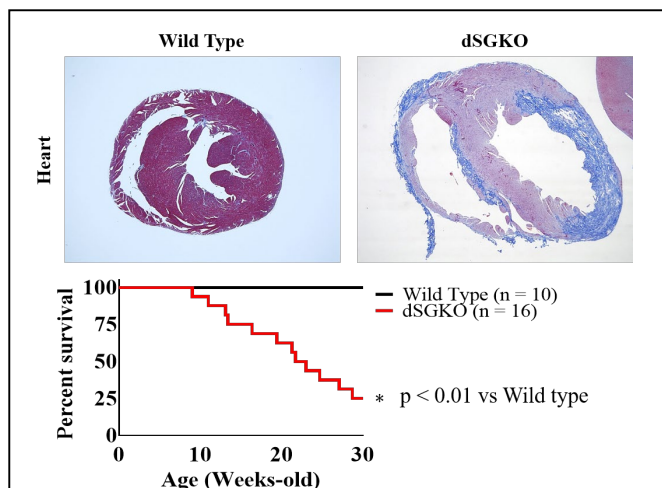 Wild Type dSGKO
Heart
Percent survival
100
75
50
25
0
0 10 20 30
Age (Weeks-old)
Wild Type (n = 10)
dSGKO (n = 16)
* p < 0.01 vs Wild type